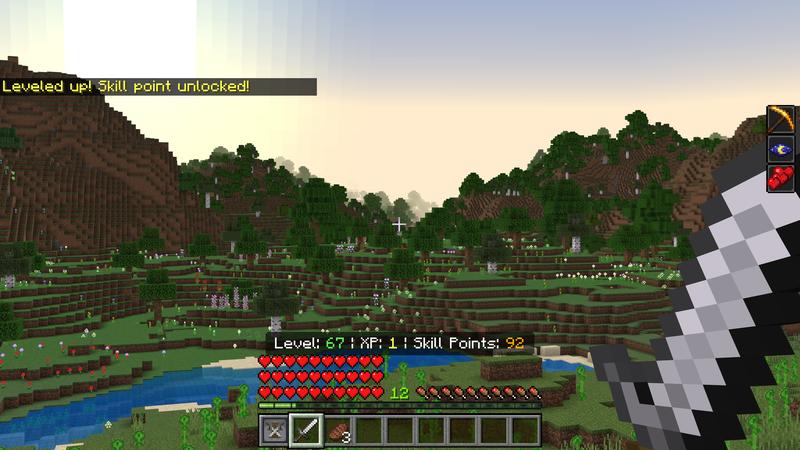 Leveled up! Skill point unlocked!
Level: 67 | XP: 1 | Skill Points: 92
12
3